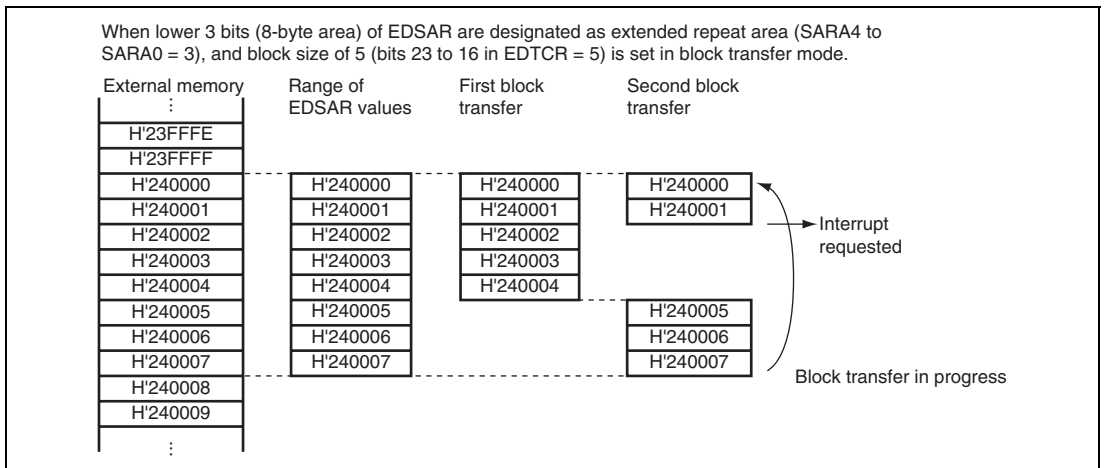 When lower 3 bits (8-byte area) of EDSAR are designated as extended repeat area (SARA4 to
SARA0 = 3), and block size of 5 (bits 23 to 16 in EDTCR = 5) is set in block transfer mode.
External memory
⋮
H'23FFFE
H'23FFFF
H'240000
H'240001
H'240002
H'240003
H'240004
H'240005
H'240006
H'240007
H'240008
H'240009
⋮
Range of
EDSAR values
H'240000
H'240001
H'240002
H'240003
H'240004
H'240005
H'240006
H'240007
First block
transfer
H'240000
H'240001
H'240002
H'240003
H'240004
Second block
transfer
H'240000
H'240001
H'240005
H'240006
H'240007
Interrupt
requested
Block transfer in progress